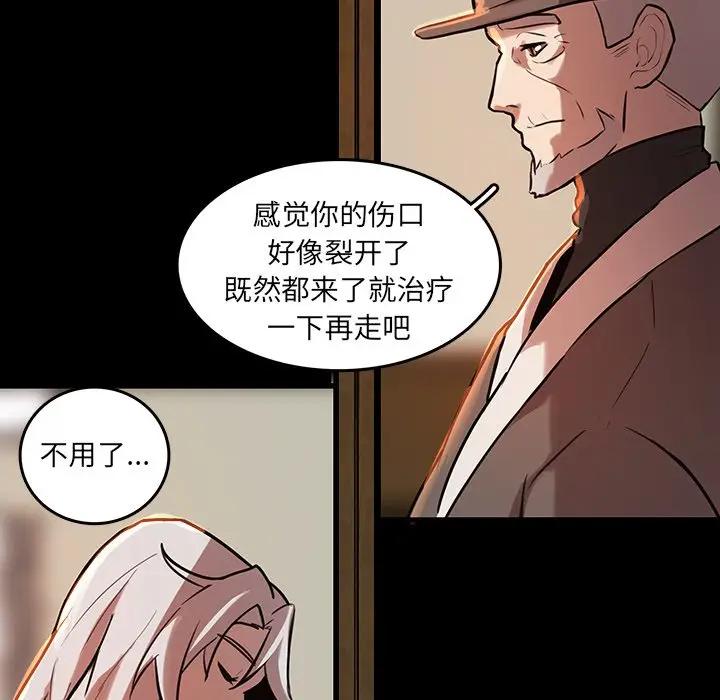 感觉你的伤口
好像裂开了
既然都来了就治疗
一下再走吧
不用了...